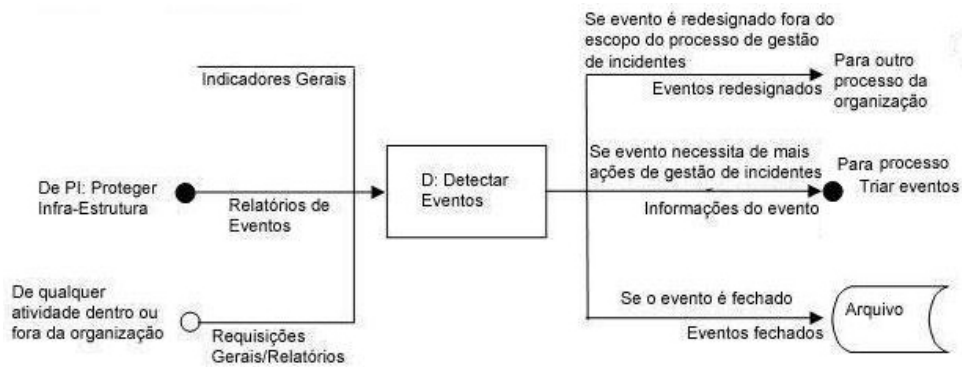 Indicadores Gerais
De PI: Proteger
Infra-Estrutura
Relatórios de
Eventos
De qualquer
atividade dentro ou
fora da organização
Requisições
Gerais/Relatórios
D: Detectar
Eventos
Se evento é redesignado fora do
escopo do processo de gestão
de incidentes
Eventos redesignados
Para outro
processo da
organização
Se evento necessita de mais
ações de gestão de incidentes
Informações do evento
Para processo
Triar eventos
Se o evento é fechado
Eventos fechados
Arquivo